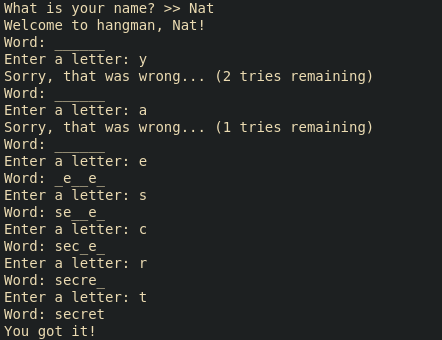 What is your name? >> Nat
Welcome to hangman, Nat!
Word: ______
Enter a letter: y
Sorry, that was wrong... (2 tries remaining)
Word: ______
Enter a letter: a
Sorry, that was wrong... (1 tries remaining)
Word: ______
Enter a letter: e
Word: _e__e_
Enter a letter: s
Word: se__e_
Enter a letter: c
Word: sec_e_
Enter a letter: r
Word: secre_
Enter a letter: t
Word: secret
You got it!